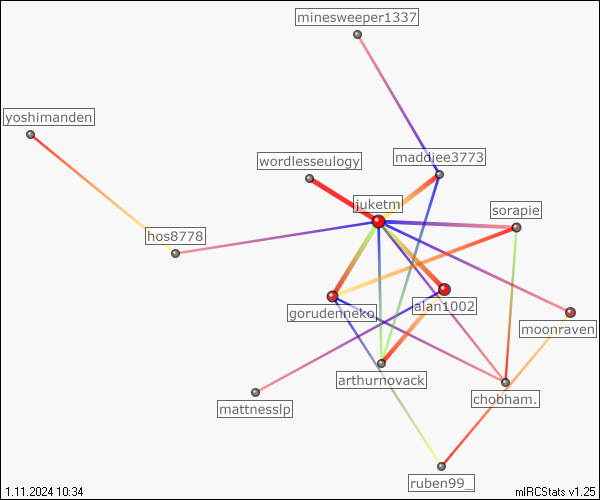 minesweeper1337
yoshimanden
wordlesseulogy
maddiee3773
juketm
sorapie
hos8778
gorudenneko
alan1002
moonraven
arthurnovack
chobham.
mattnesslp
ruben99_
1.11.2024 10:34
mIRCStats v1.25